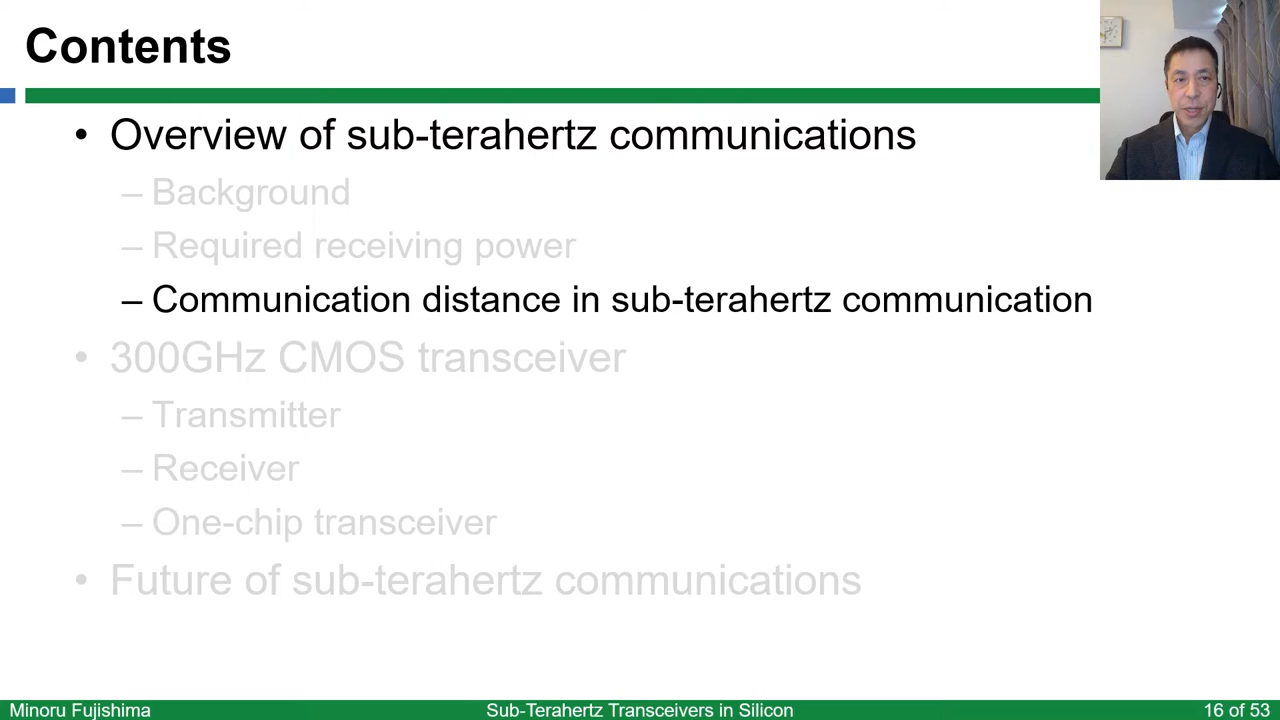 Contents
• Overview of sub-terahertz communications
– Background
– Required receiving power
– Communication distance in sub-terahertz communication
• 300GHz CMOS transceiver
– Transmitter
– Receiver
– One-chip transceiver
• Future of sub-terahertz communications
Minoru Fujishima Sub-Terahertz Transceivers in Silicon 16 of 53